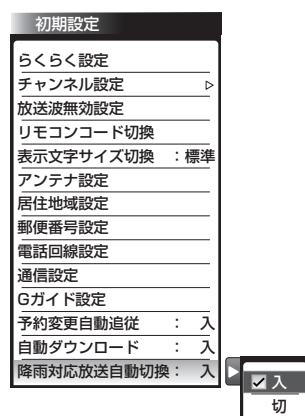 初期設定
らくらく設定
チャンネル設定
放送波無効設定
リモコンコード切換
表示文字サイズ切換 : 標準
アンテナ設定
居住地域設定
郵便番号設定
電話回線設定
通信設定
Gガイド設定
予約変更自動追従 : 入
自動ダウンロード : 入
降雨対応放送自動切換 : 入
入
切